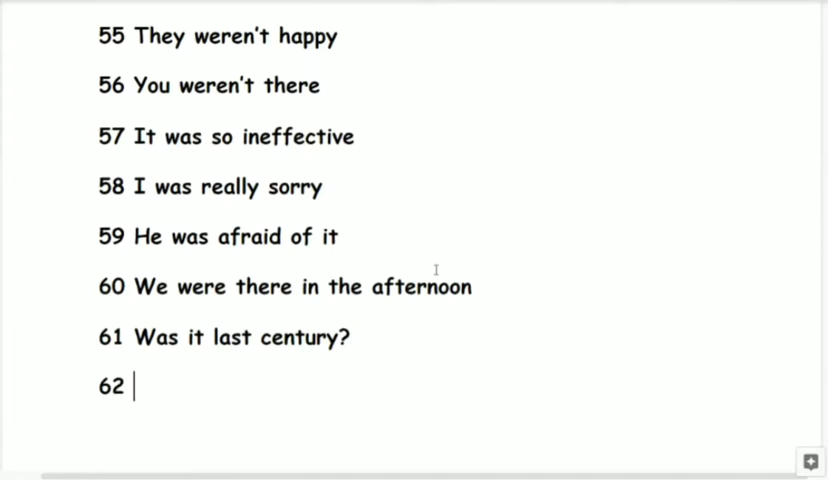 55 They weren't happy
56 You weren't there
57 It was so ineffective
58 I was really sorry
59 He was afraid of it
60 We were there in the afternoon
61 Was it last century?
62